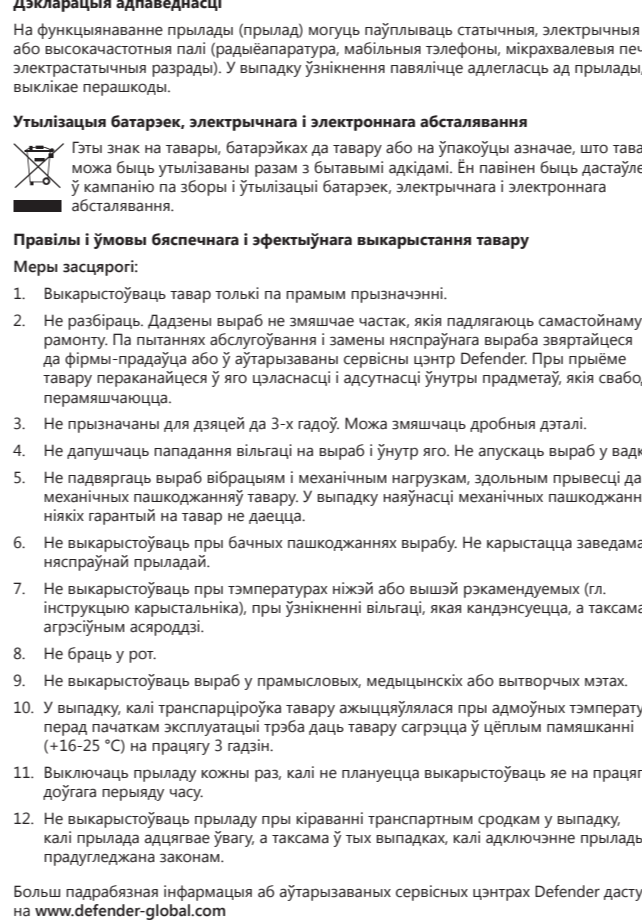 Дэкларацыя адпаведнасці
На функцыянаванне прылады (прылад) могуць паўплываць статычныя, электрычныя
або высокачастотныя палі (радыёапаратура, мабільныя тэлефоны, мікрахвалевыя
электрастатычныя разрады). У выпадку ўзнікнення павялічце адлегласць ад прылады,
выклікае перашкоды.
Утылізацыя батарэек, электрычнага і электроннага абсталявання
Гэты знак на тавары, батарэйках да тавару або на ўпакоўцы азначае, што
можа быць утылізаваны разам з бытавымі адкідамі. Ён павінен быць
ў кампанію па зборы і ўтылізацыі батарэек, электрычнага і электроннага
абсталявання.
Правілы і ўмовы бяспечнага і эфектыўнага выкарыстання тавару
Меры засцярогі:
1. Выкарыстоўваць тавар толькі па прамым прызначэнні.
2. Не разбіраць. Дадзены выраб не змяшчае частак, якія падлягаюць самастойнаму
рамонту. Па пытаннях абслугоўвання і замены няспраўнага выраба звяртайцеся
да фірмы-прадаўца або ў аўтарызаваны сервісны цэнтр Defender. Пры прыёме
тавару пераканайцеся ў яго цэласнасці і адсутнасці ўнутры прадметаў, якія
перамяшчаюцца.
3. Не прызначаны для дзяцей да 3-х гадоў. Можа змяшчаць дробныя дэталі.
4. Не дапушчаць пападання вільгаці на выраб і ўнутр яго. Не апускаць выраб у
5. Не падвяргаць выраб вібрацыям і механічным нагрузкам, здольным прывесці да
механічных пашкоджанняў тавару. У выпадку наяўнасці механічных
ніякіх гарантый на тавар не даецца.
6. Не выкарыстоўваць пры бачных пашкоджаннях вырабу. Не карыстацца заведама
няспраўнай прыладай.
7. Не выкарыстоўваць пры тэмпературах ніжэй або вышэй рэкамендуемых (гл.
інструкцыю карыстальніка), пры ўзнікненні вільгаці, якая кандэнсуецца, а таксама
агрэсіўным асяроддзі.
8. Не браць у рот.
9. Не выкарыстоўваць выраб у прамысловых, медыцынскіх або вытворчых мэтах.
10. У выпадку, калі транспарціроўка тавару ажыццяўлялася пры адмоўных
перад пачаткам эксплуатацыі трэба даць тавару сагрэцца ў цёплым памяшканні
(+16-25 °C) на працягу 3 гадзін.
11. Выключаць прыладу кожны раз, калі не плануецца выкарыстоўваць яе на
доўгага перыяду часу.
12. Не выкарыстоўваць прыладу пры кіраванні транспартным сродкам у выпадку,
калі прылада адцягвае ўвагу, а таксама ў тых выпадках, калі адключэнне
прадугледжана законам.
Больш падрабязная інфармацыя аб аўтарызаваных сервісных цэнтрах Defender
на www.defender-global.com